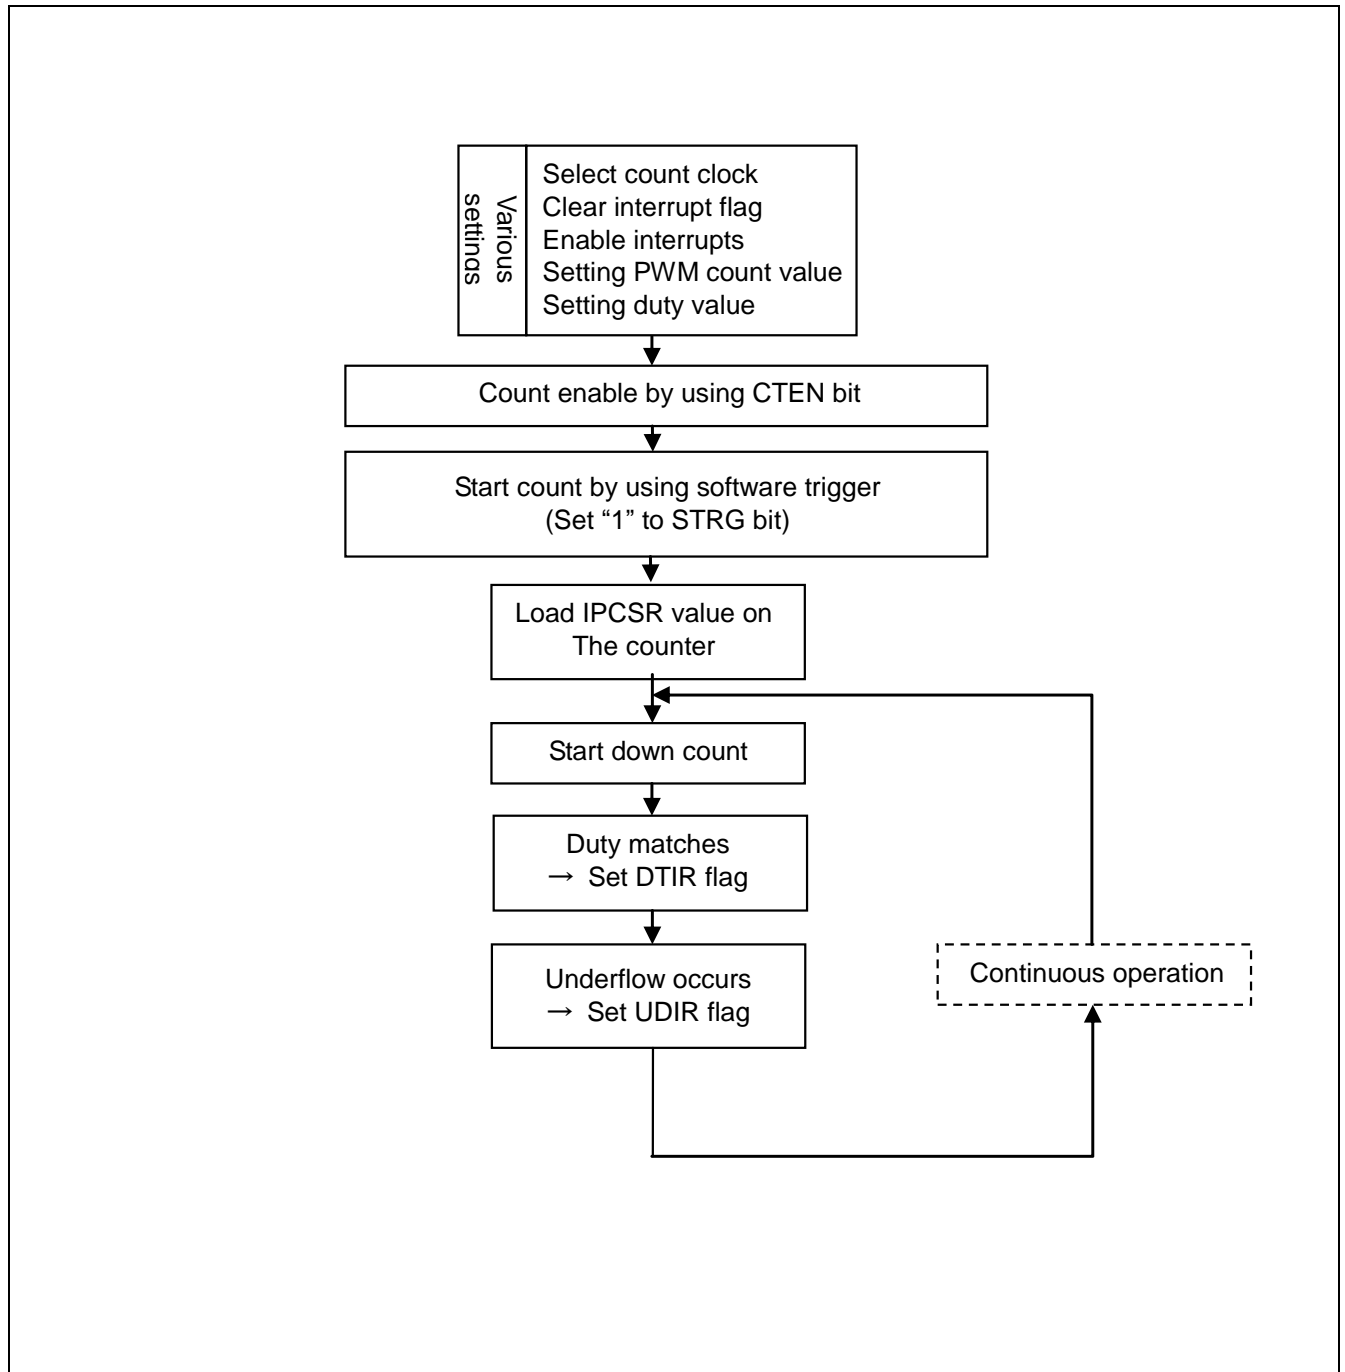 Various
settings
Select count clock
Clear interrupt flag
Enable interrupts
Setting PWM count value
Setting duty value
Count enable by using CTEN bit
Start count by using software trigger
(Set “1” to STRG bit)
Load IPCSR value on
The counter
Start down count
Duty matches
→ Set DTIR flag
Underflow occurs
→ Set UDIR flag
Continuous operation